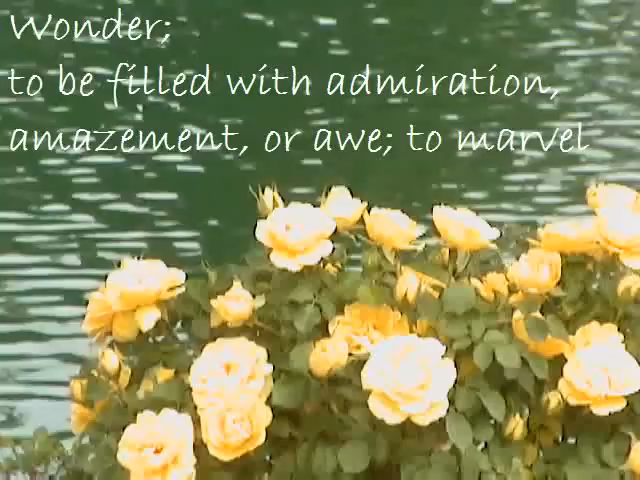 Wonder;
to be filled with admiration,
amazement, or awe; to marvel